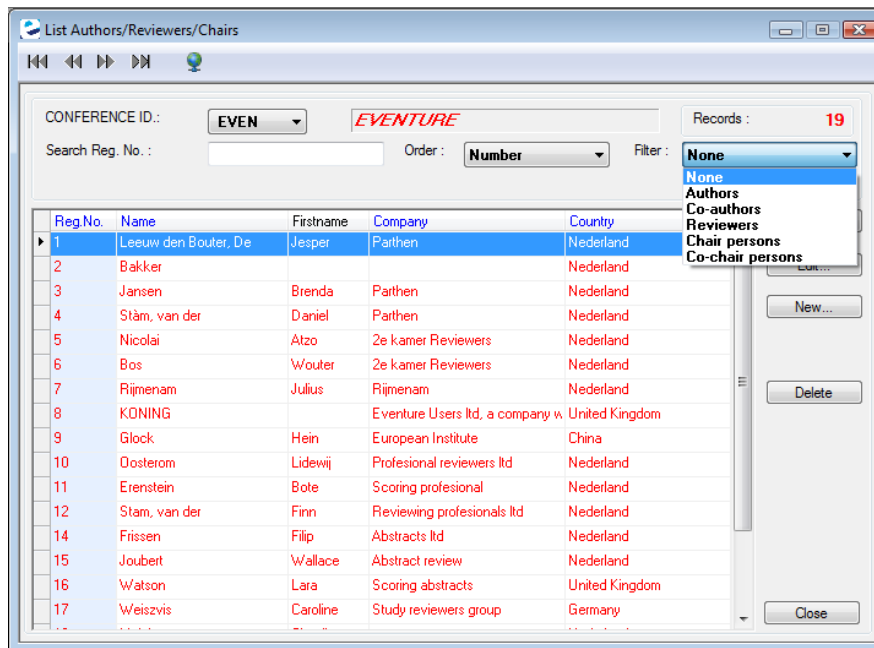 List Authors/Reviewers/Chairs
CONFERENCE ID.: EVEN EVENTURE Records : 19
Search Reg. No. : Order : Number Filter : None
None
Authors
Co-authors
Reviewers
Chair persons
Co-chair persons
Reg.No. Name Firstname Company Country
1 Leeuw den Bouter, De Jesper Parthen Nederland
2 Bakker Nederland
Edit...
3 Jansen Brenda Parthen Nederland
New...
4 Stàm, van der Daniel Parthen Nederland
5 Nicolai Atzo 2e kamer Reviewers Nederland
6 Bos Wouter 2e kamer Reviewers Nederland
7 Rijmenam Julius Rijmenam Nederland
Delete
8 KONING Eventure Users ltd, a company w United Kingdom
9 Glock Hein European Institute China
10 Oosterom Lidewij Profesional reviewers ltd Nederland
11 Erenstein Bote Scoring profesional Nederland
12 Stam, van der Finn Reviewing profesionals ltd Nederland
14 Frissen Filip Abstracts ltd Nederland
15 Joubert Wallace Abstract review Nederland
16 Watson Lara Scoring abstracts United Kingdom
17 Weiszvis Caroline Study reviewers group Germany
Close